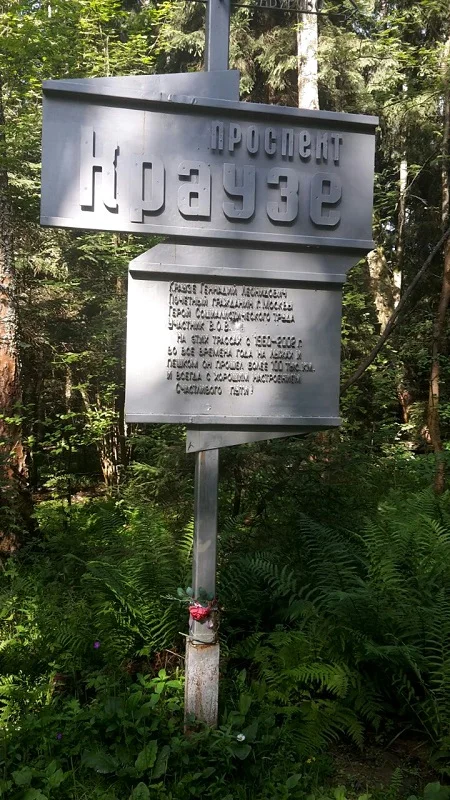 проспект
Краузе
Краузе Геннадий Леонидович
Почетный гражданин г. Москвы
Герой Социалистического труда
Участник В.О.В.
На этих трассах с 1950-2008 г.
во все времена года на лыжах и
пешком он прошел более 100 тыс. км.
и всегда с хорошим настроением
Счастливого пути!